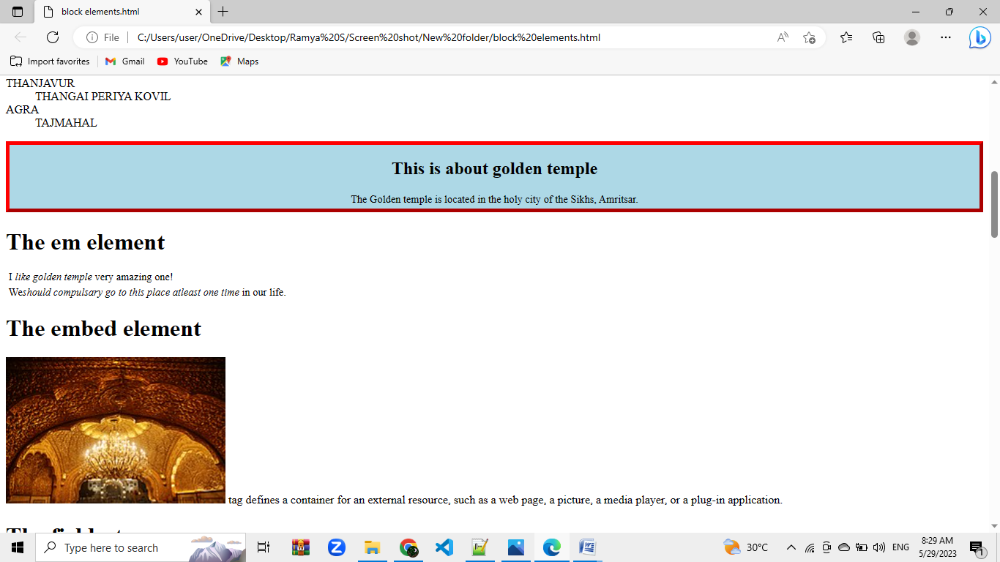 block elements.html
File
C:/Users/user/OneDrive/Desktop/Ramya%20S/Screen%20shot/New%20folder/block%20elements.html
Import favorites
Gmail
YouTube
Maps
THANJAVUR
THANGAI PERIYA KOVIL
AGRA
TAJMAHAL
This is about golden temple
The Golden temple is located in the holy city of the Sikhs, Amritsar.
The em element
I like golden temple very amazing one!
Weshould compulsary go to this place atleast one time in our life.
The embed element
tag defines a container for an external resource, such as a web page, a picture, a media player, or a plug-in application.
Type here to search
30°C
ENG
8:29 AM
5/29/2023
1